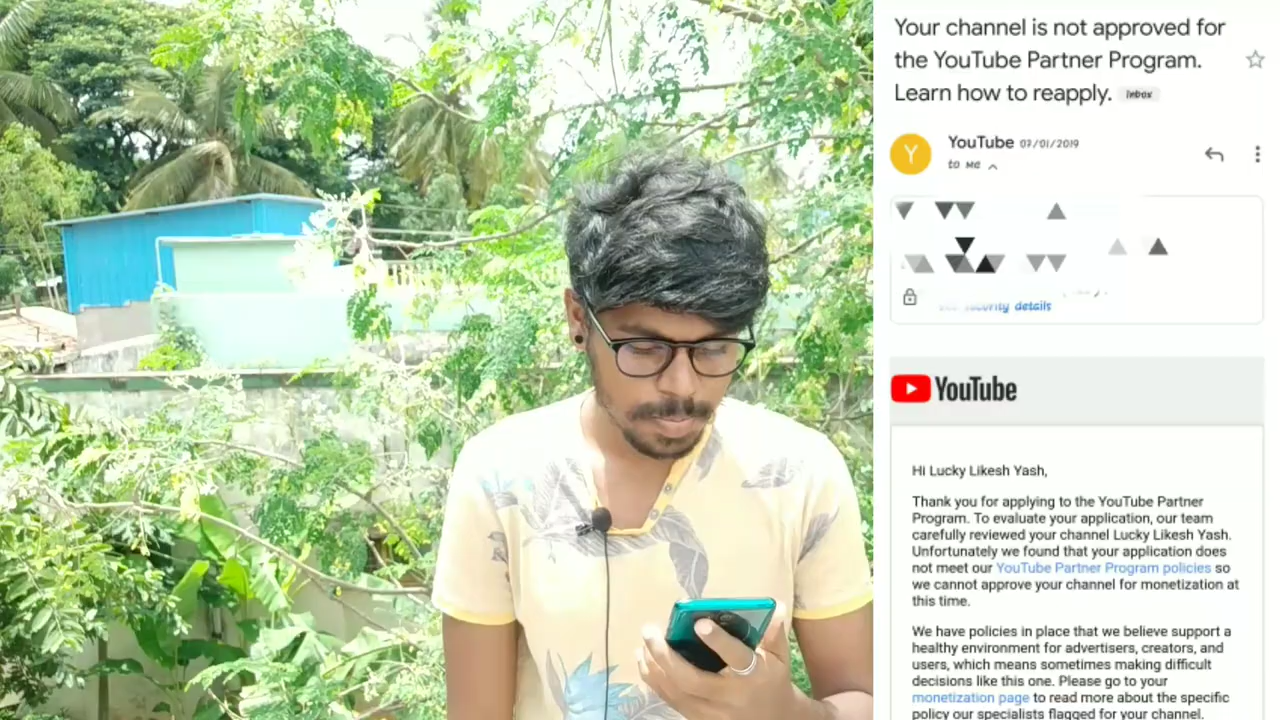 Your channel is not approved for
the YouTube Partner Program.
Learn how to reapply. Inbox
Y
YouTube 07/01/2019
to me
security details
YouTube
Hi Lucky Likesh Yash,
Thank you for applying to the YouTube Partner
Program. To evaluate your application, our team
carefully reviewed your channel Lucky Likesh Yash.
Unfortunately we found that your application does
not meet our YouTube Partner Program policies so
we cannot approve your channel for monetization at
this time.
We have policies in place that we believe support a
healthy environment for advertisers, creators, and
users, which means sometimes making difficult
decisions like this one. Please go to your
monetization page to read more about the specific
policy our specialists flagged for your channel.